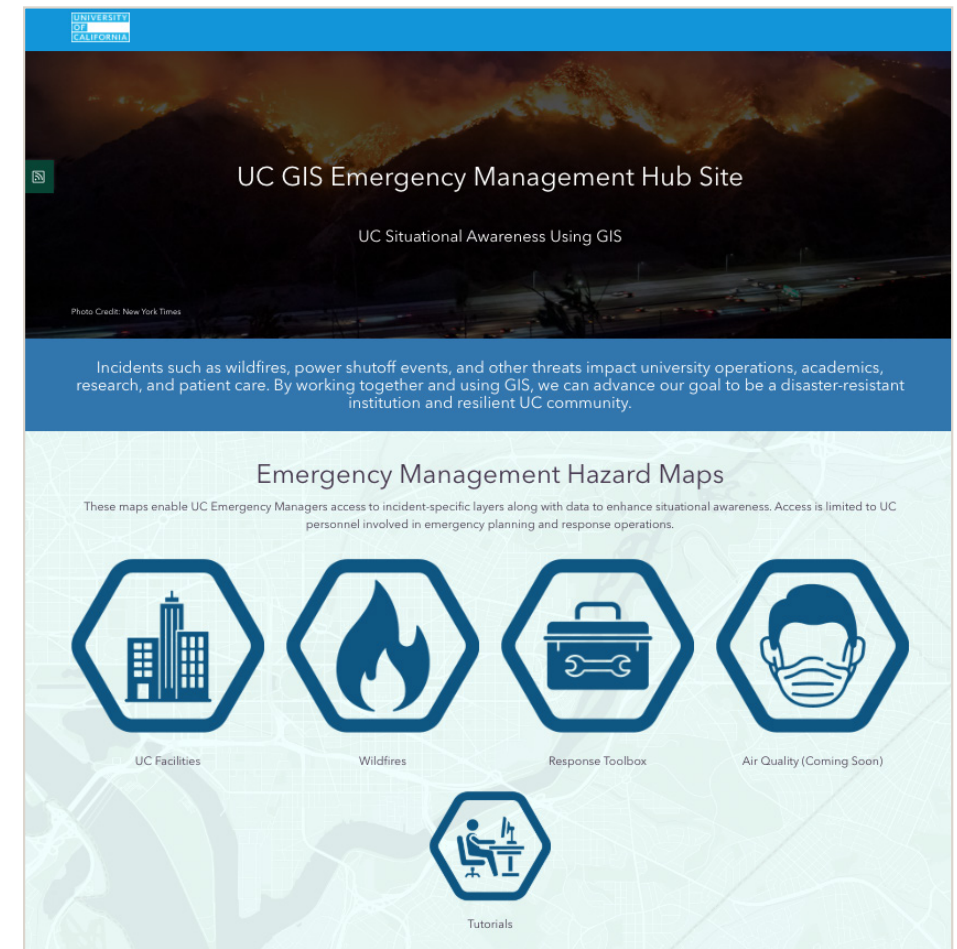 UNIVERSITY
OF
CALIFORNIA
UC GIS Emergency Management Hub Site
UC Situational Awareness Using GIS
Photo Credit: New York Times
Incidents such as wildfires, power shutoff events, and other threats impact university operations, academics,
research, and patient care. By working together and using GIS, we can advance our goal to be a disaster-resistant
institution and resilient UC community.
Emergency Management Hazard Maps
These maps enable UC Emergency Managers access to incident-specific layers along with data to enhance situational awareness. Access is limited to UC
personnel involved in emergency planning and response operations.
UC Facilities
Wildfires
Response Toolbox
Air Quality (Coming Soon)
Tutorials